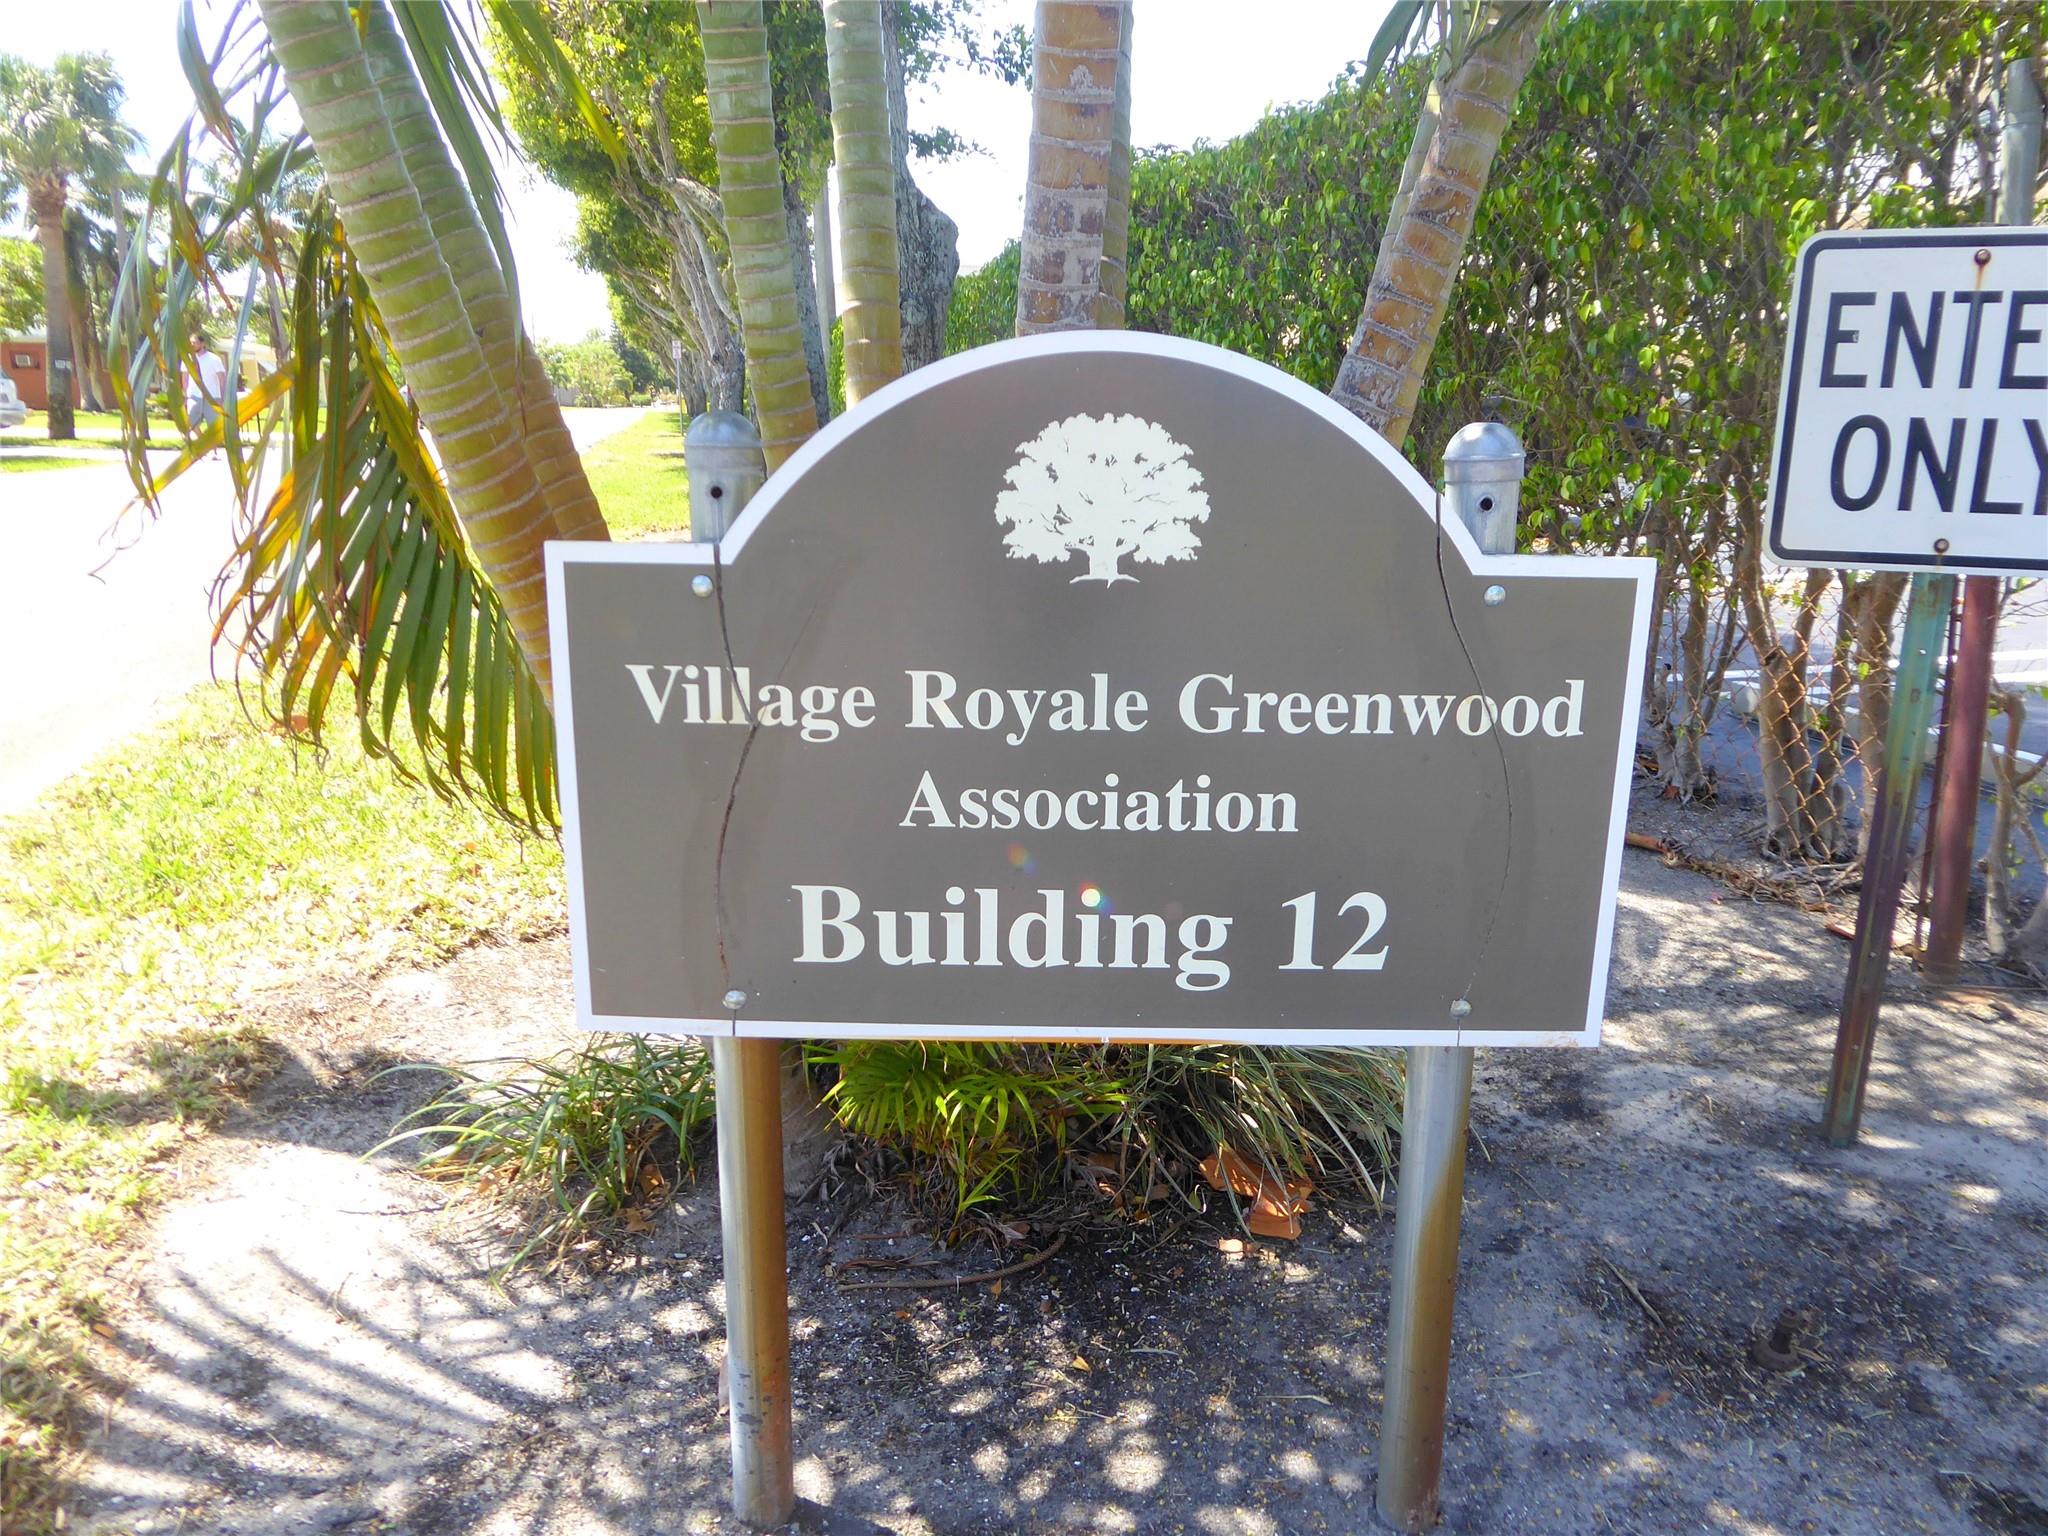 Village Royale Greenwood
Association
Building 12
ENTE
ONLY